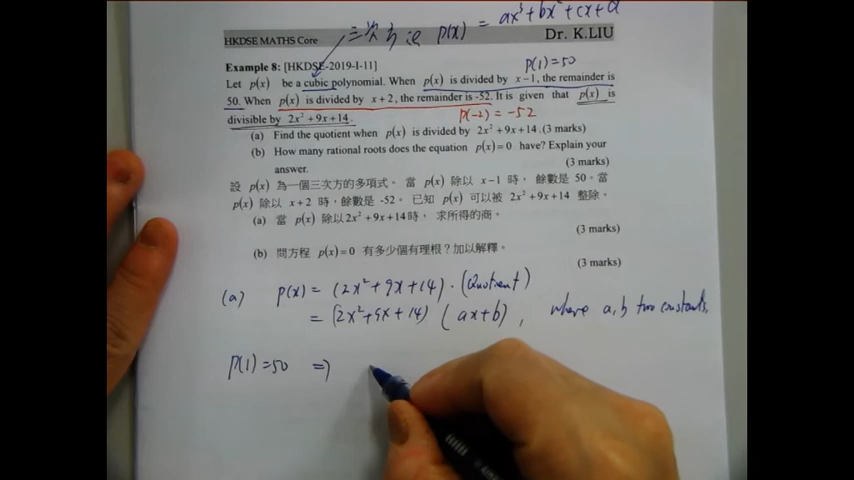 三次方 p(x) = ax³+bx²+cx+d
HKDSE MATHS Core Dr. K.LIU
Example 8: [HKDSE-2019-I-11] p(1)=50
Let p(x) be a cubic polynomial. When p(x) is divided by x−1, the remainder is
50. When p(x) is divided by x+2, the remainder is -52. It is given that p(x) is
divisible by 2x²+9x+14. p(-2) = -52
(a) Find the quotient when p(x) is divided by 2x²+9x+14. (3 marks)
(b) How many rational roots does the equation p(x)=0 have? Explain your
answer. (3 marks)
設 p(x) 為一個三次方的多項式。當 p(x) 除以 x−1 時，餘數是 50。當
p(x) 除以 x+2 時，餘數是 -52。已知 p(x) 可以被 2x²+9x+14 整除。
(a) 當 p(x) 除以 2x²+9x+14 時，求所得的商。
(3 marks)
(b) 問方程 p(x)=0 有多少個有理根？加以解釋。
(3 marks)
(a) p(x) = (2x²+9x+14)·(Quotient)
= (2x²+9x+14) (ax+b), where a,b two constants.
p(1)=50 ⇒